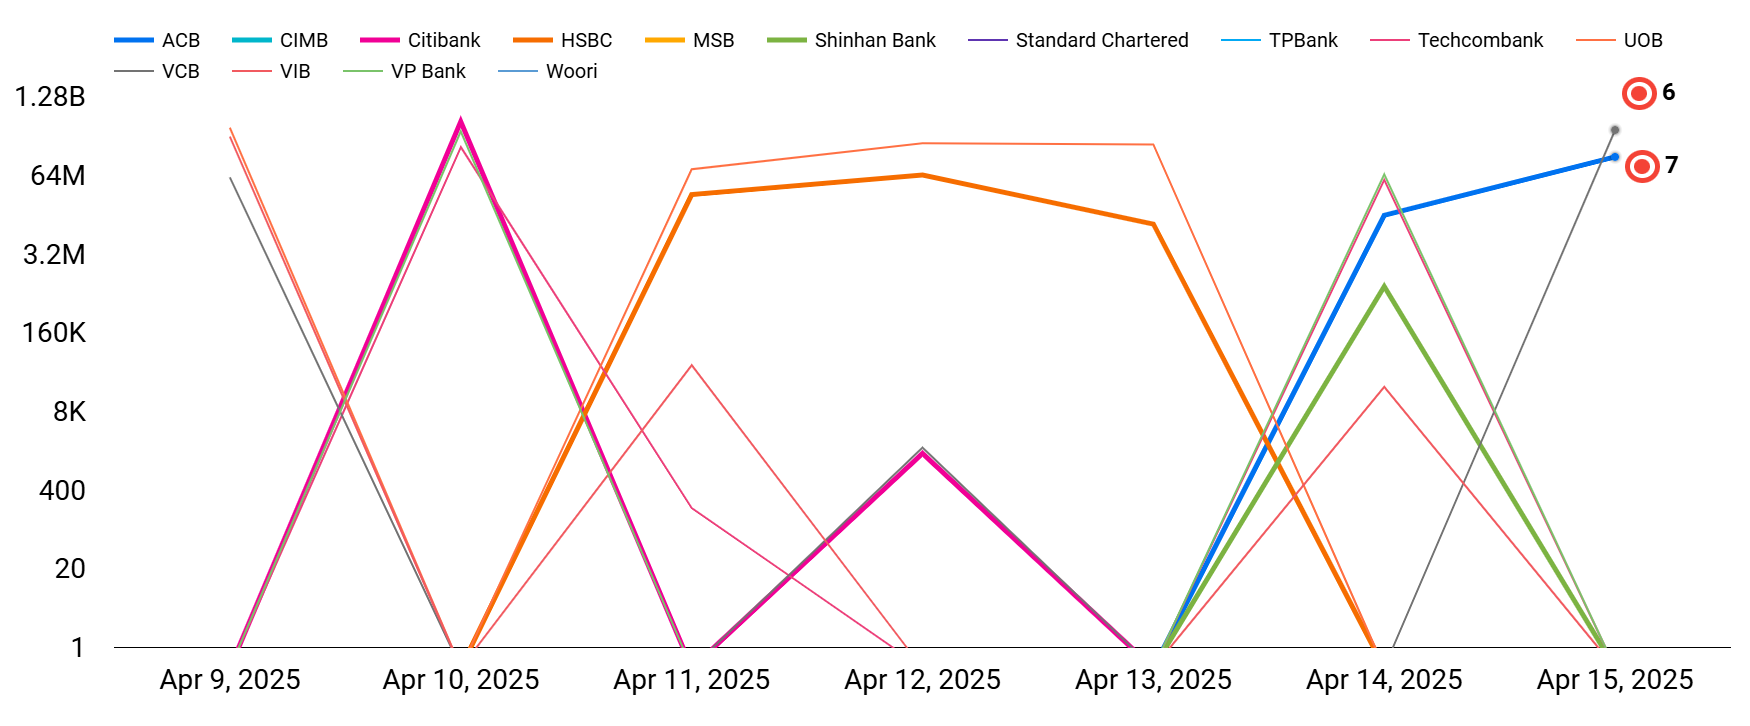 ACB CIMB Citibank HSBC MSB Shinhan Bank Standard Chartered TPBank Techcombank UOB
VCB VIB VP Bank Woori
1.28B
6
7
64M
3.2M
160K
8K
400
20
1
Apr 9, 2025 Apr 10, 2025 Apr 11, 2025 Apr 12, 2025 Apr 13, 2025 Apr 14, 2025 Apr 15, 2025